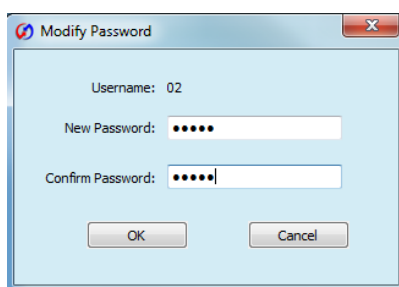 Modify Password
Username: 02
New Password: •••••
Confirm Password: •••••
OK Cancel